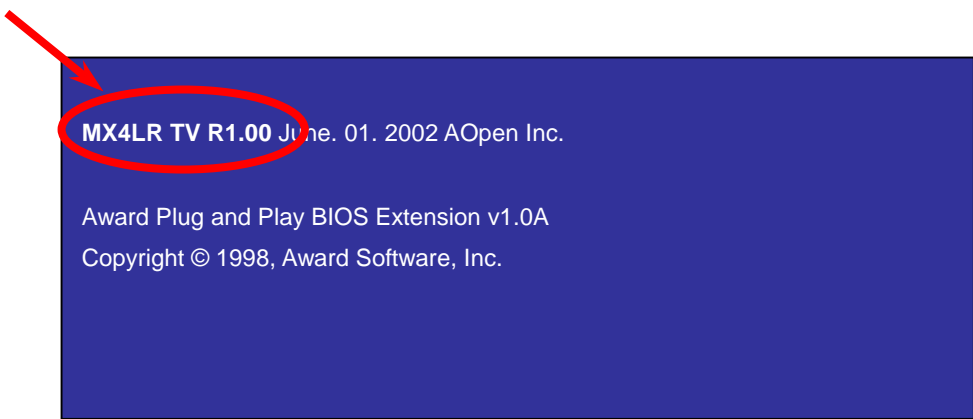 MX4LR TV R1.00 June. 01. 2002 AOpen Inc.
Award Plug and Play BIOS Extension v1.0A
Copyright © 1998, Award Software, Inc.